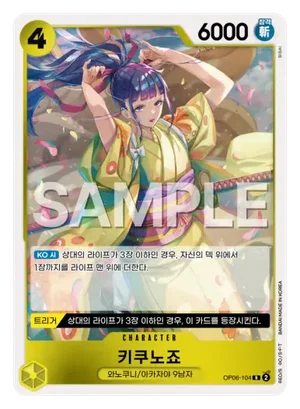 4
6000
참격
斬
SAMPLE
KO 시 상대의 라이프가 3장 이하인 경우, 자신의 덱 위에서
1장까지를 라이프 맨 위에 더한다.
트리거 상대의 라이프가 3장 이하인 경우, 이 카드를 등장시킨다.
CHARACTER
키쿠노죠
와노쿠니/아카자야 9남자
OP06-104 R 2